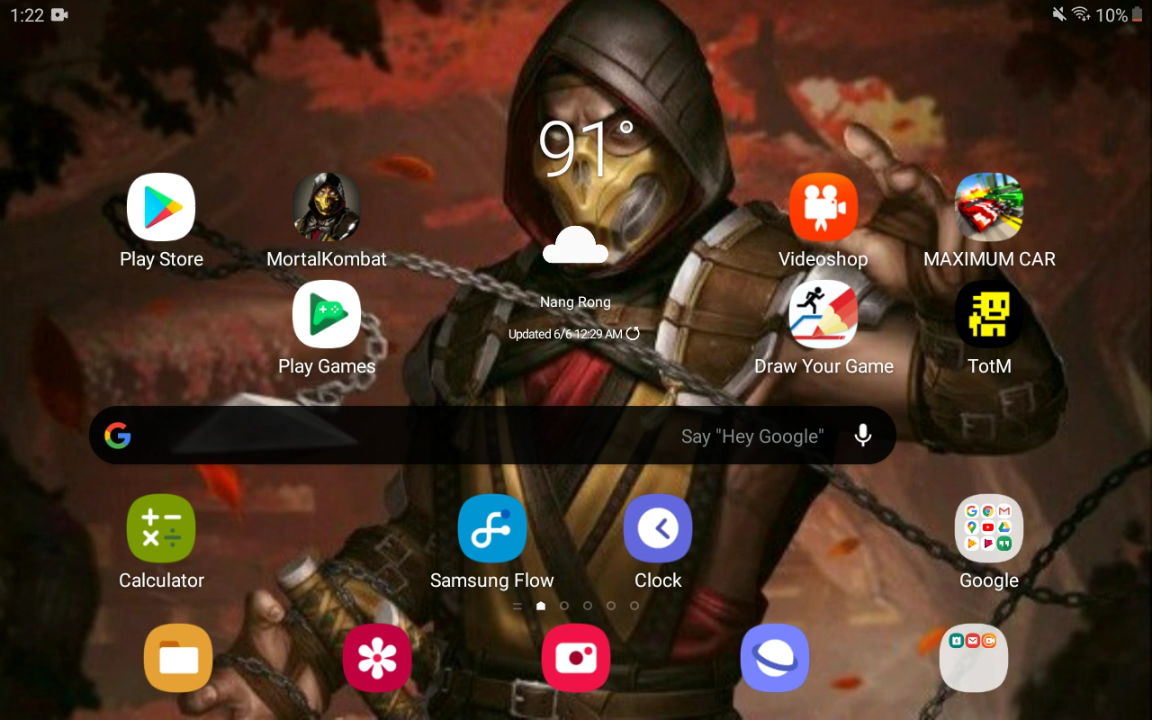 1:22
10%
91°
Play Store
MortalKombat
Videoshop
MAXIMUM CAR
Nang Rong
Updated 6/6 12:29 AM
Play Games
Draw Your Game
TotM
Say "Hey Google"
Calculator
Samsung Flow
Clock
Google